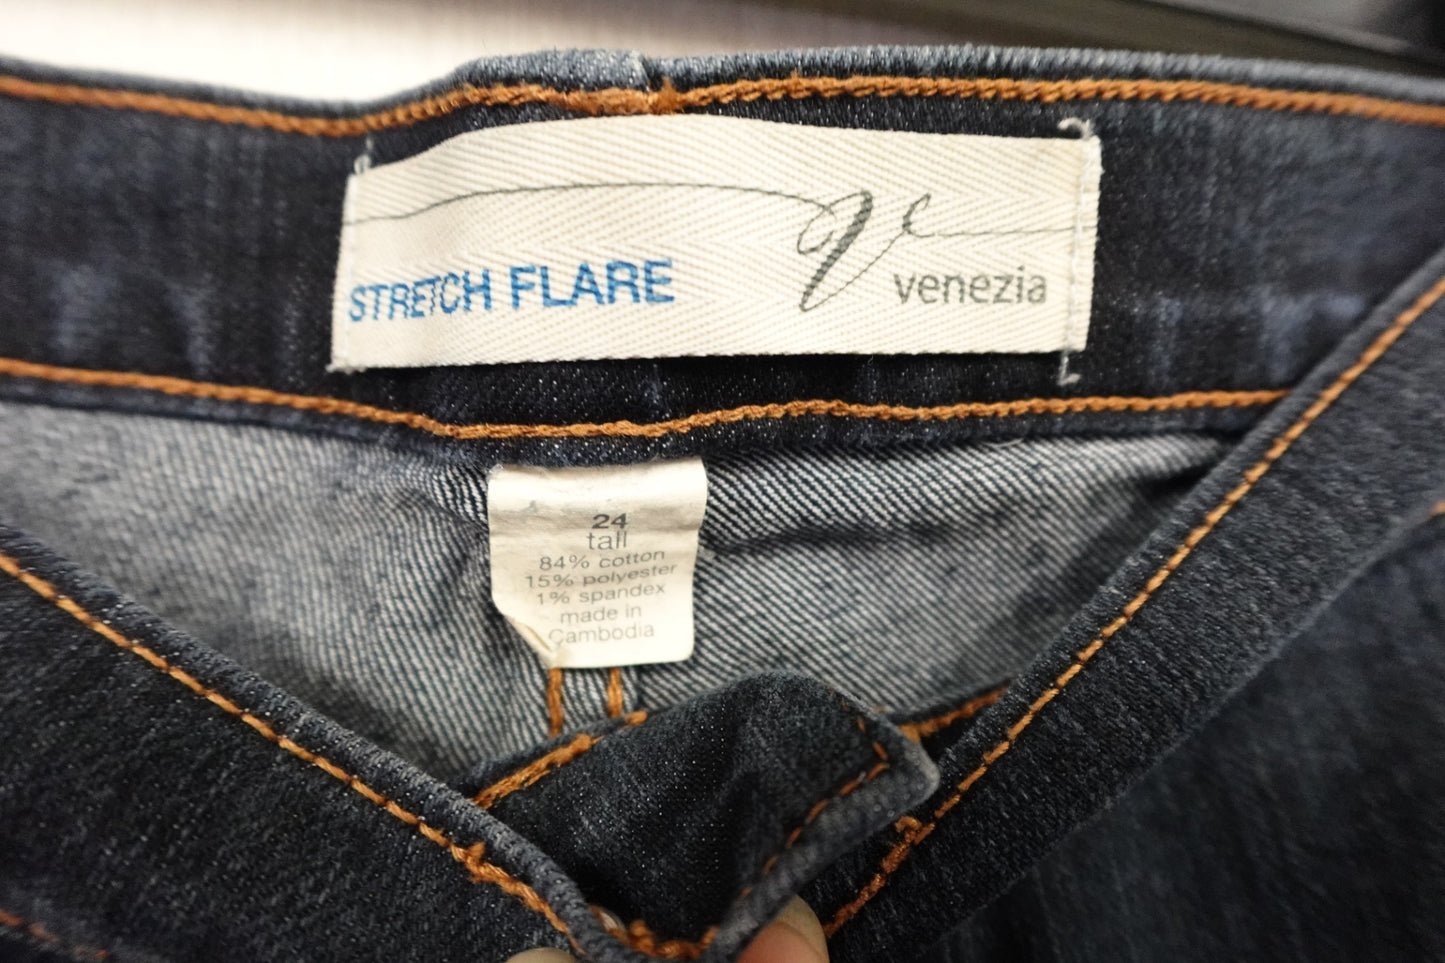 STRETCH FLARE
venezia
24
tall
84% cotton
15% polyester
1% spandex
made in
Cambodia